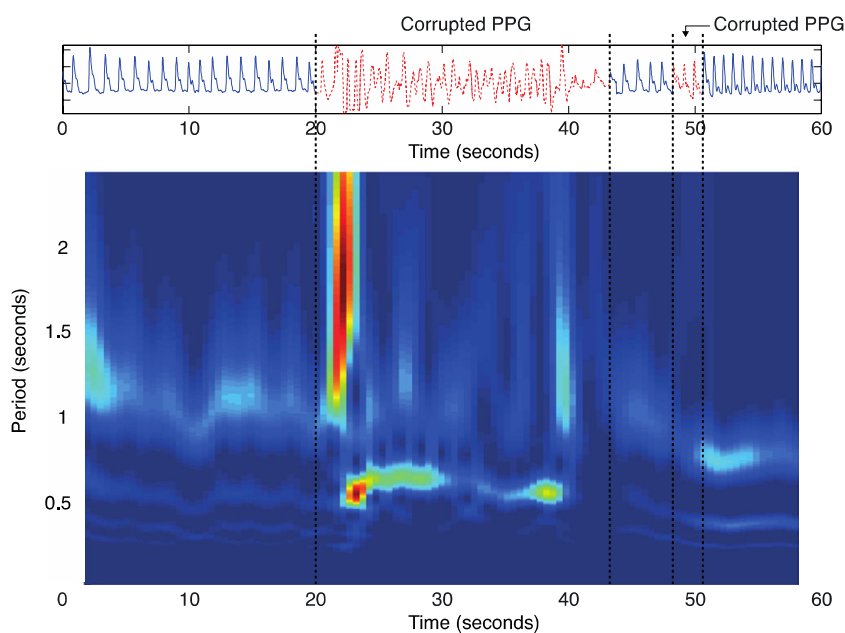 Corrupted PPG
Corrupted PPG
0 10 20 30 40 50 60
Time (seconds)
Period (seconds)
2
1.5
1
0.5
0 10 20 30 40 50 60
Time (seconds)